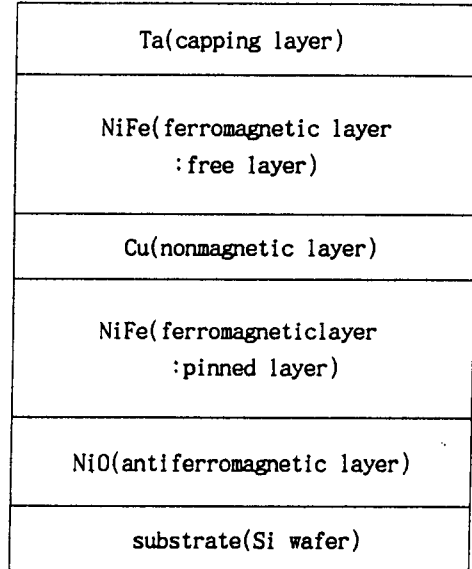 Ta(capping layer)
NiFe(ferromagnetic layer
:free layer)
Cu(nonmagnetic layer)
NiFe(ferromagneticlayer
:pinned layer)
NiO(antiferromagnetic layer)
substrate(Si wafer)